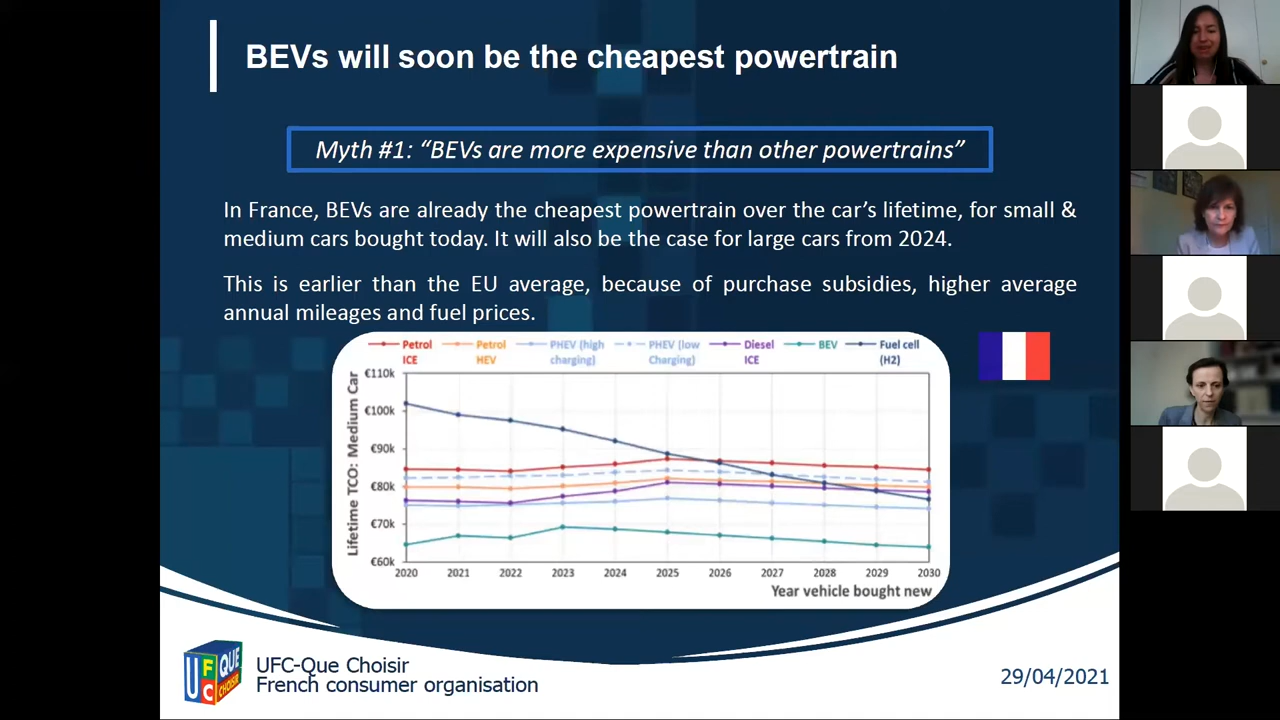 BEVs will soon be the cheapest powertrain
Myth #1: “BEVs are more expensive than other powertrains”
In France, BEVs are already the cheapest powertrain over the car’s lifetime, for small &
medium cars bought today. It will also be the case for large cars from 2024.
This is earlier than the EU average, because of purchase subsidies, higher average
annual mileages and fuel prices.
Petrol ICE
Petrol HEV
PHEV (high charging)
PHEV (low Charging)
Diesel ICE
BEV
Fuel cell (H2)
Lifetime TCO: Medium Car
€110k
€100k
€90k
€80k
€70k
€60k
2020 2021 2022 2023 2024 2025 2026 2027 2028 2029 2030
Year vehicle bought new
UFC QUE CHOISIR
UFC-Que Choisir
French consumer organisation
29/04/2021